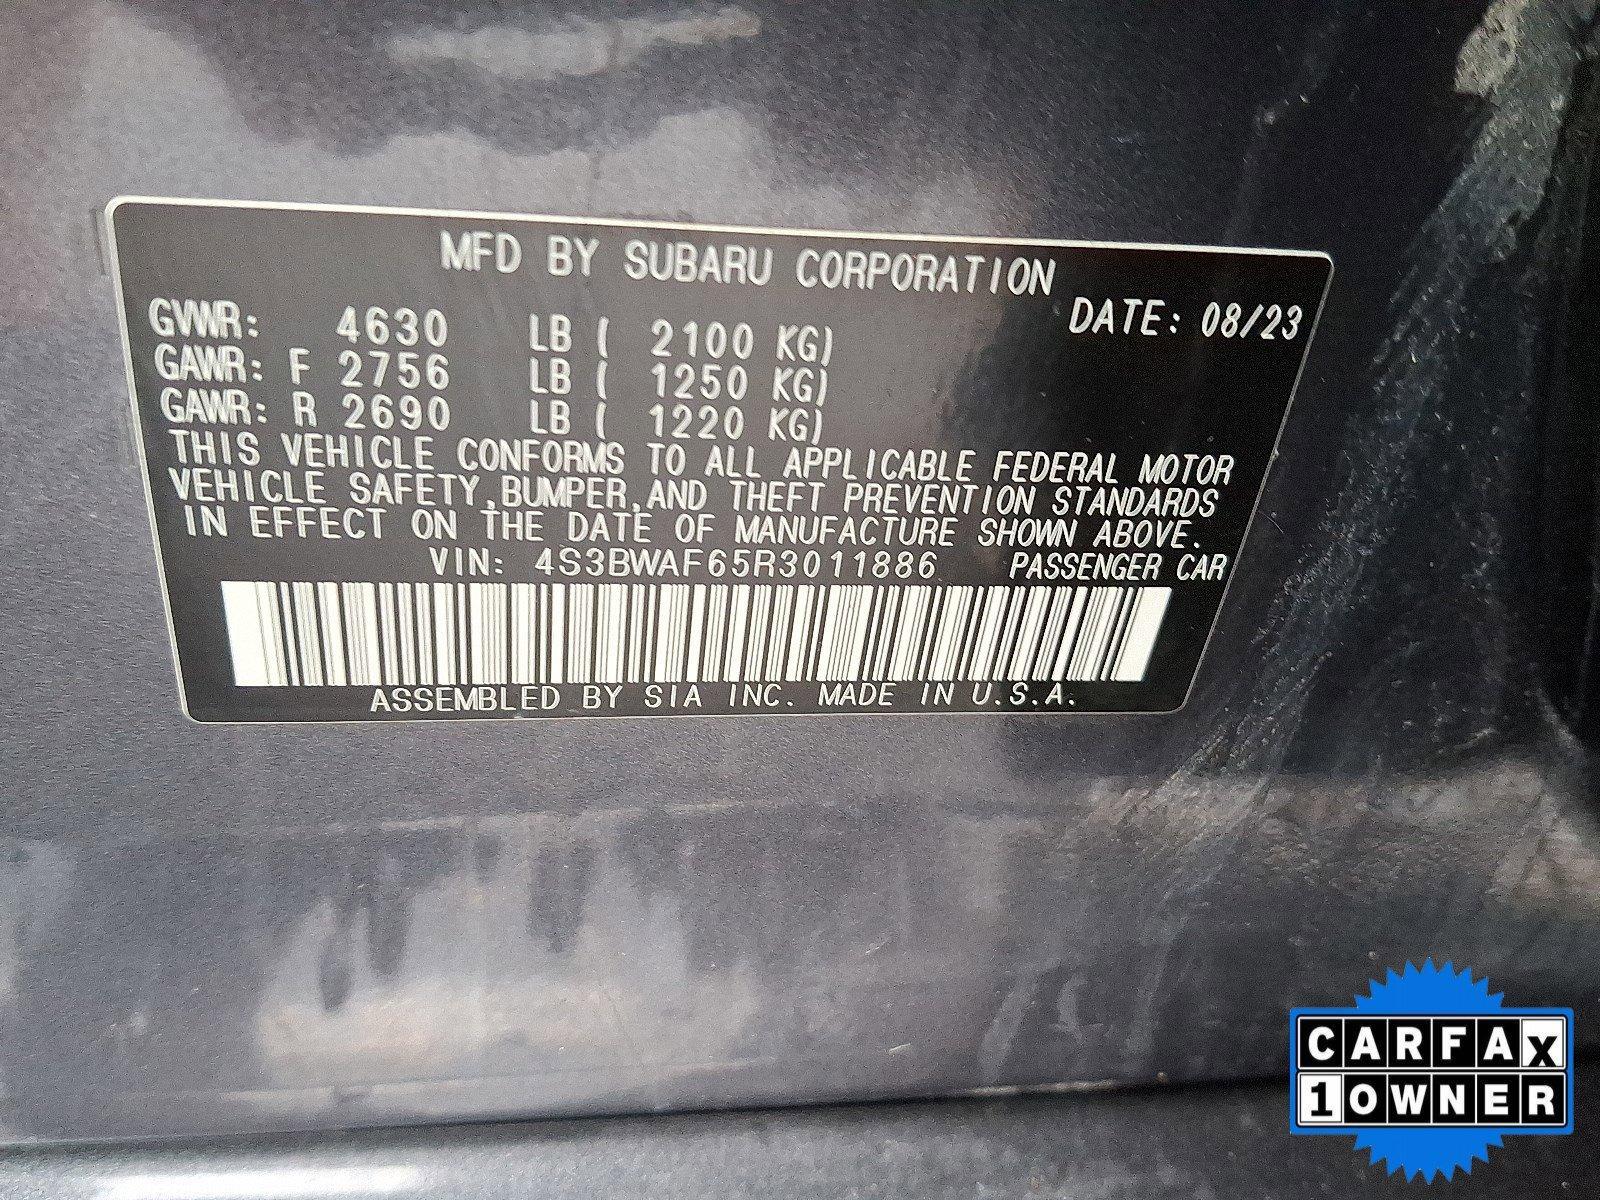 MFD BY SUBARU CORPORATION
DATE: 08/23
GVWR: 4630 LB ( 2100 KG)
GAWR: F 2756 LB ( 1250 KG)
GAWR: R 2690 LB ( 1220 KG)
THIS VEHICLE CONFORMS TO ALL APPLICABLE FEDERAL MOTOR
VEHICLE SAFETY,BUMPER,AND THEFT PREVENTION STANDARDS
IN EFFECT ON THE DATE OF MANUFACTURE SHOWN ABOVE.
VIN: 4S3BWAF65R3011886 PASSENGER CAR
ASSEMBLED BY SIA INC. MADE IN U.S.A.
CARFAX
1 OWNER